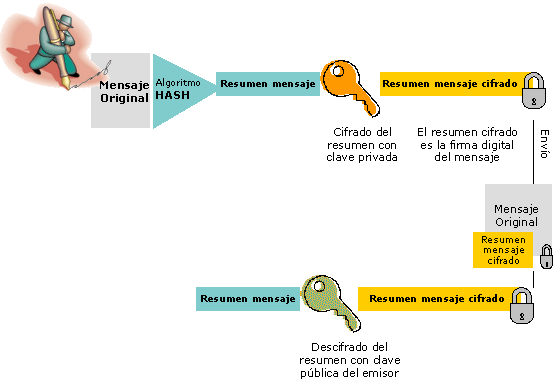 Mensaje
Original
Algoritmo
HASH
Resumen mensaje
Resumen mensaje cifrado
Cifrado del
resumen con
clave privada
El resumen cifrado
es la firma digital
del mensaje
Envío
Mensaje
Original
Resumen
mensaje
cifrado
Resumen mensaje
Resumen mensaje cifrado
Descifrado del
resumen con clave
pública del emisor